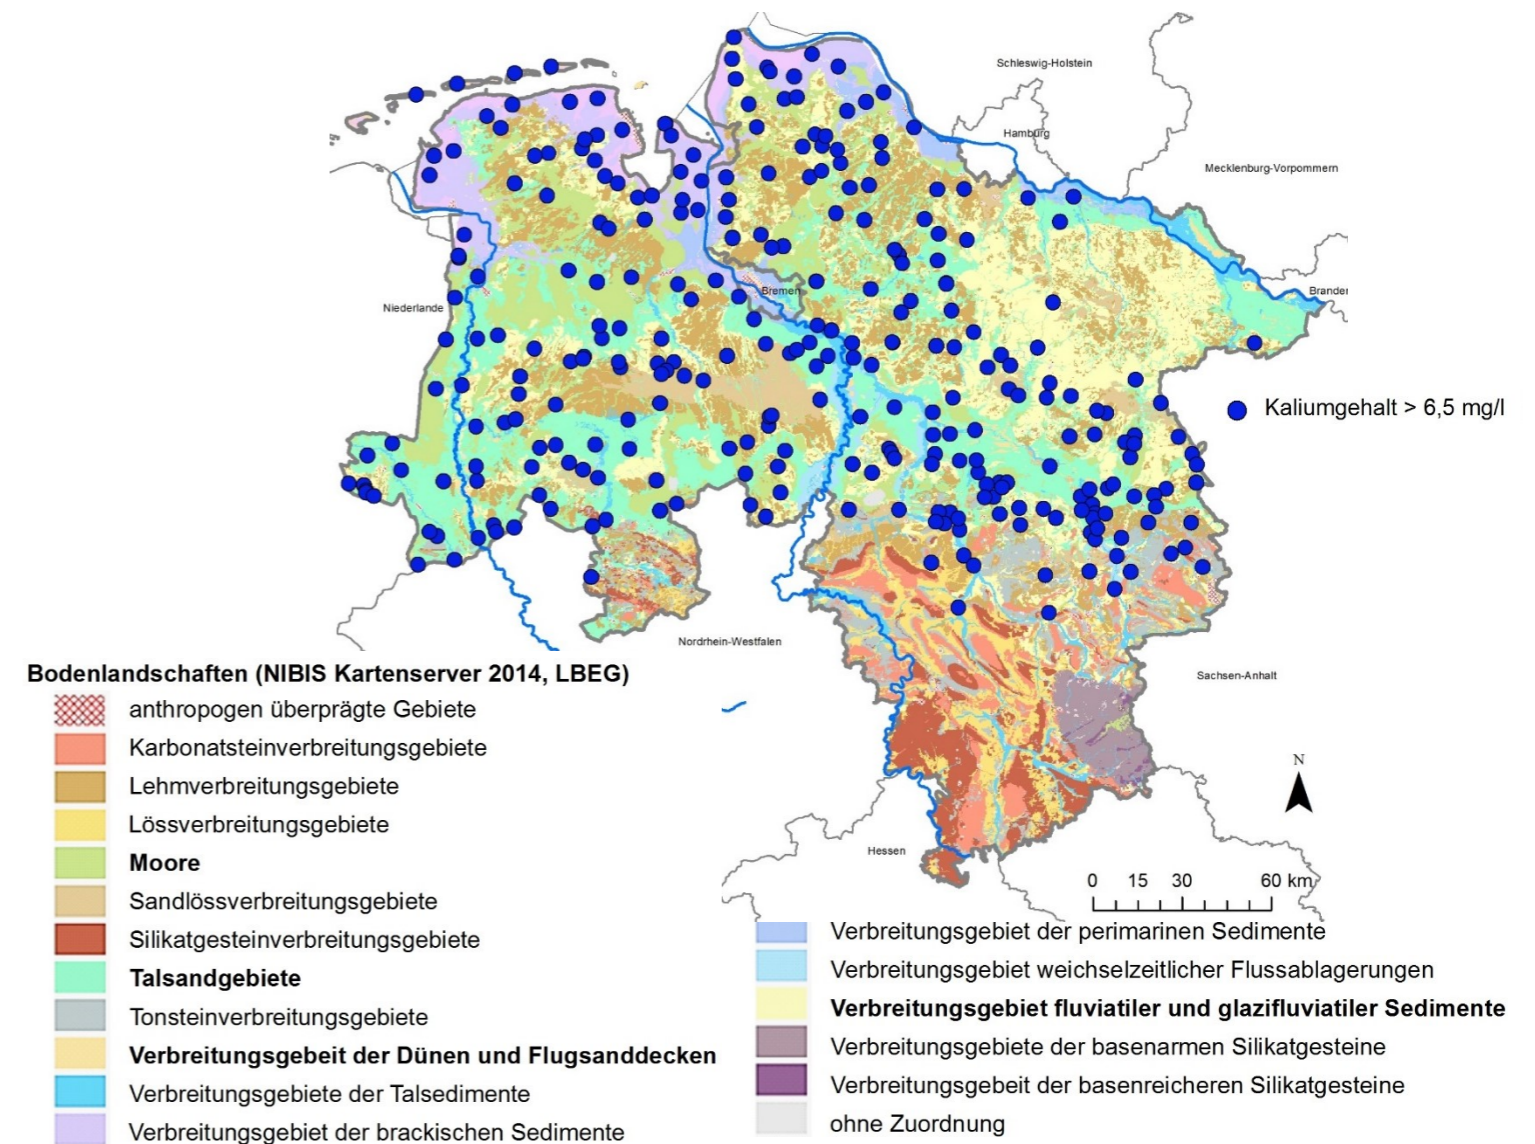 Schleswig-Holstein
Hamburg
Mecklenburg-Vorpommern
Bremen
Niederlande
Brander
Kaliumgehalt > 6,5 mg/l
Nordrhein-Westfalen
Sachsen-Anhalt
Hessen
N
0 15 30 60 km
Bodenlandschaften (NIBIS Kartenserver 2014, LBEG)
anthropogen überprägte Gebiete
Karbonatsteinverbreitungsgebiete
Lehmverbreitungsgebiete
Lössverbreitungsgebiete
Moore
Sandlössverbreitungsgebiete
Silikatgesteinverbreitungsgebiete
Talsandgebiete
Tonsteinverbreitungsgebiete
Verbreitungsgebeit der Dünen und Flugsanddecken
Verbreitungsgebiete der Talsedimente
Verbreitungsgebiet der brackischen Sedimente
Verbreitungsgebiet der perimarinen Sedimente
Verbreitungsgebiet weichselzeitlicher Flussablagerungen
Verbreitungsgebiet fluviatiler und glazifluviatiler Sedimente
Verbreitungsgebiete der basenarmen Silikatgesteine
Verbreitungsgebeit der basenreicheren Silikatgesteine
ohne Zuordnung